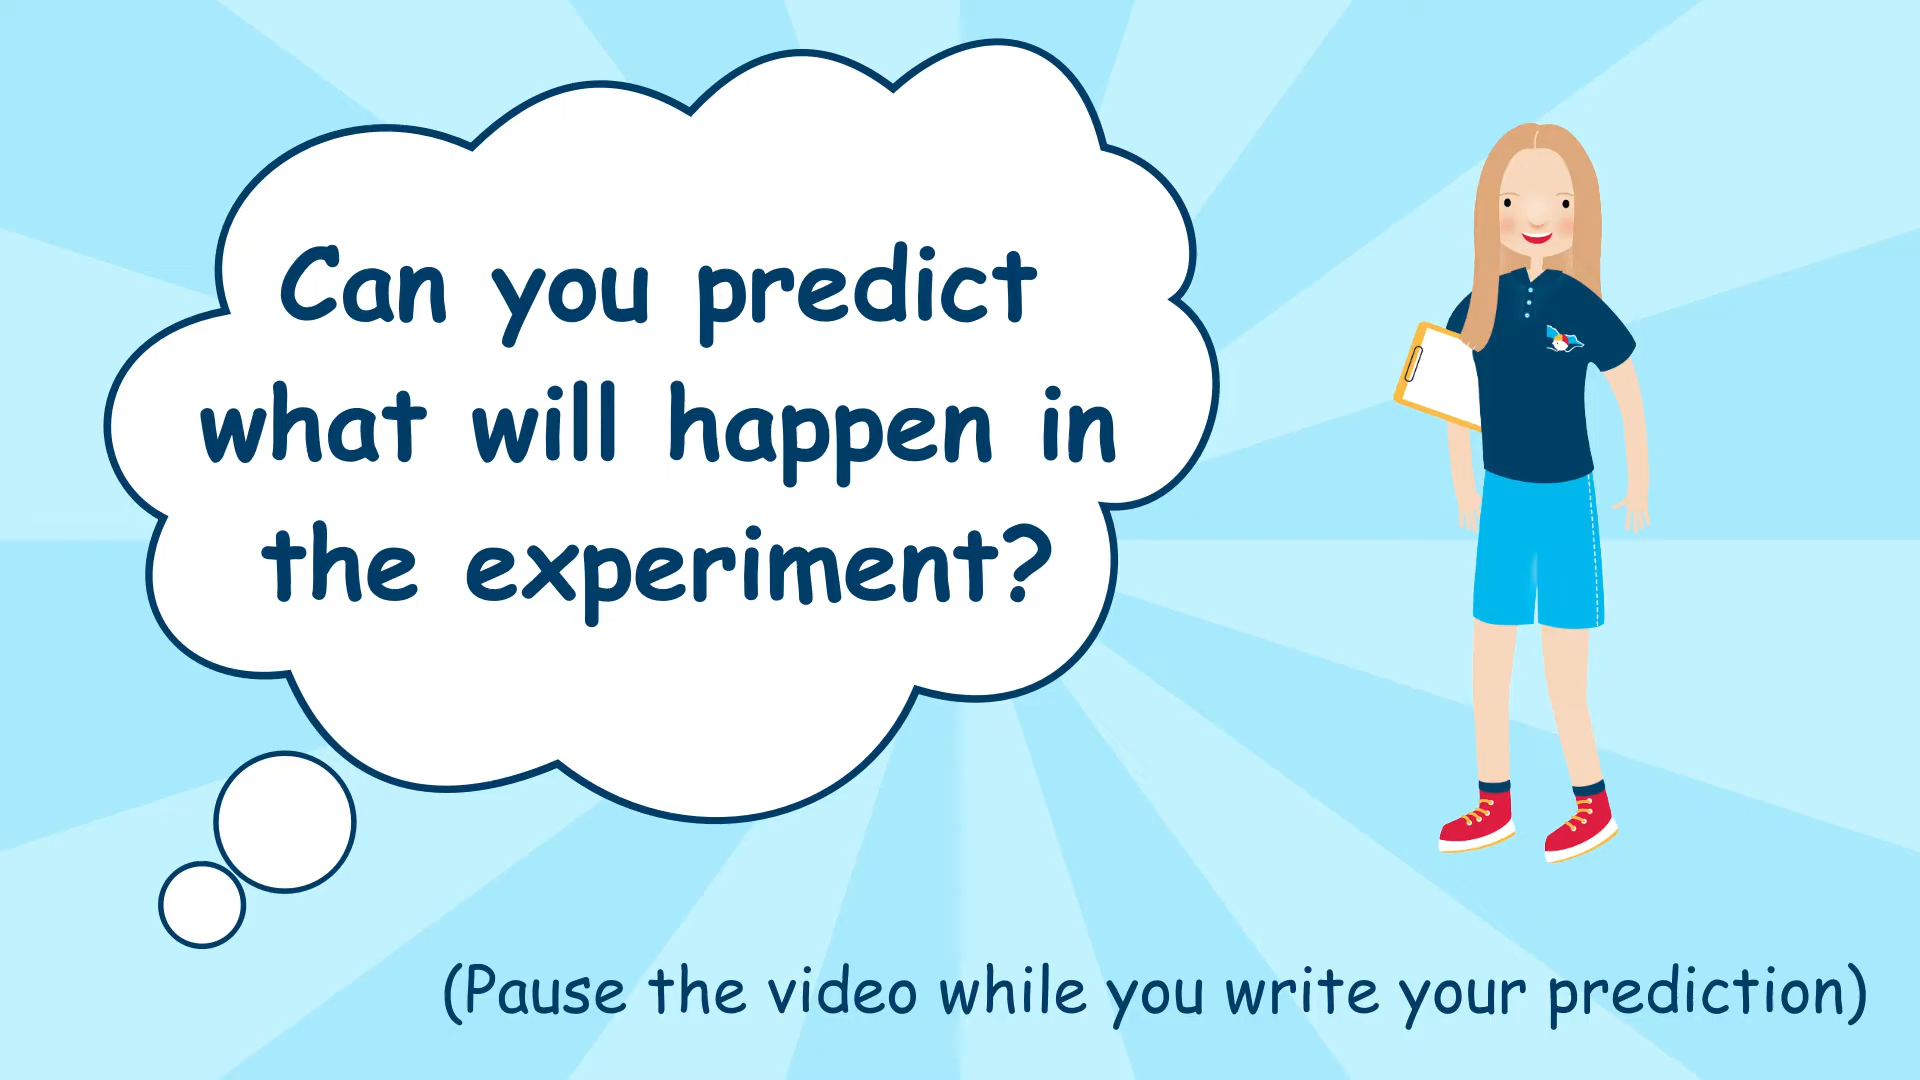 Can you predict
what will happen in
the experiment?
(Pause the video while you write your prediction)